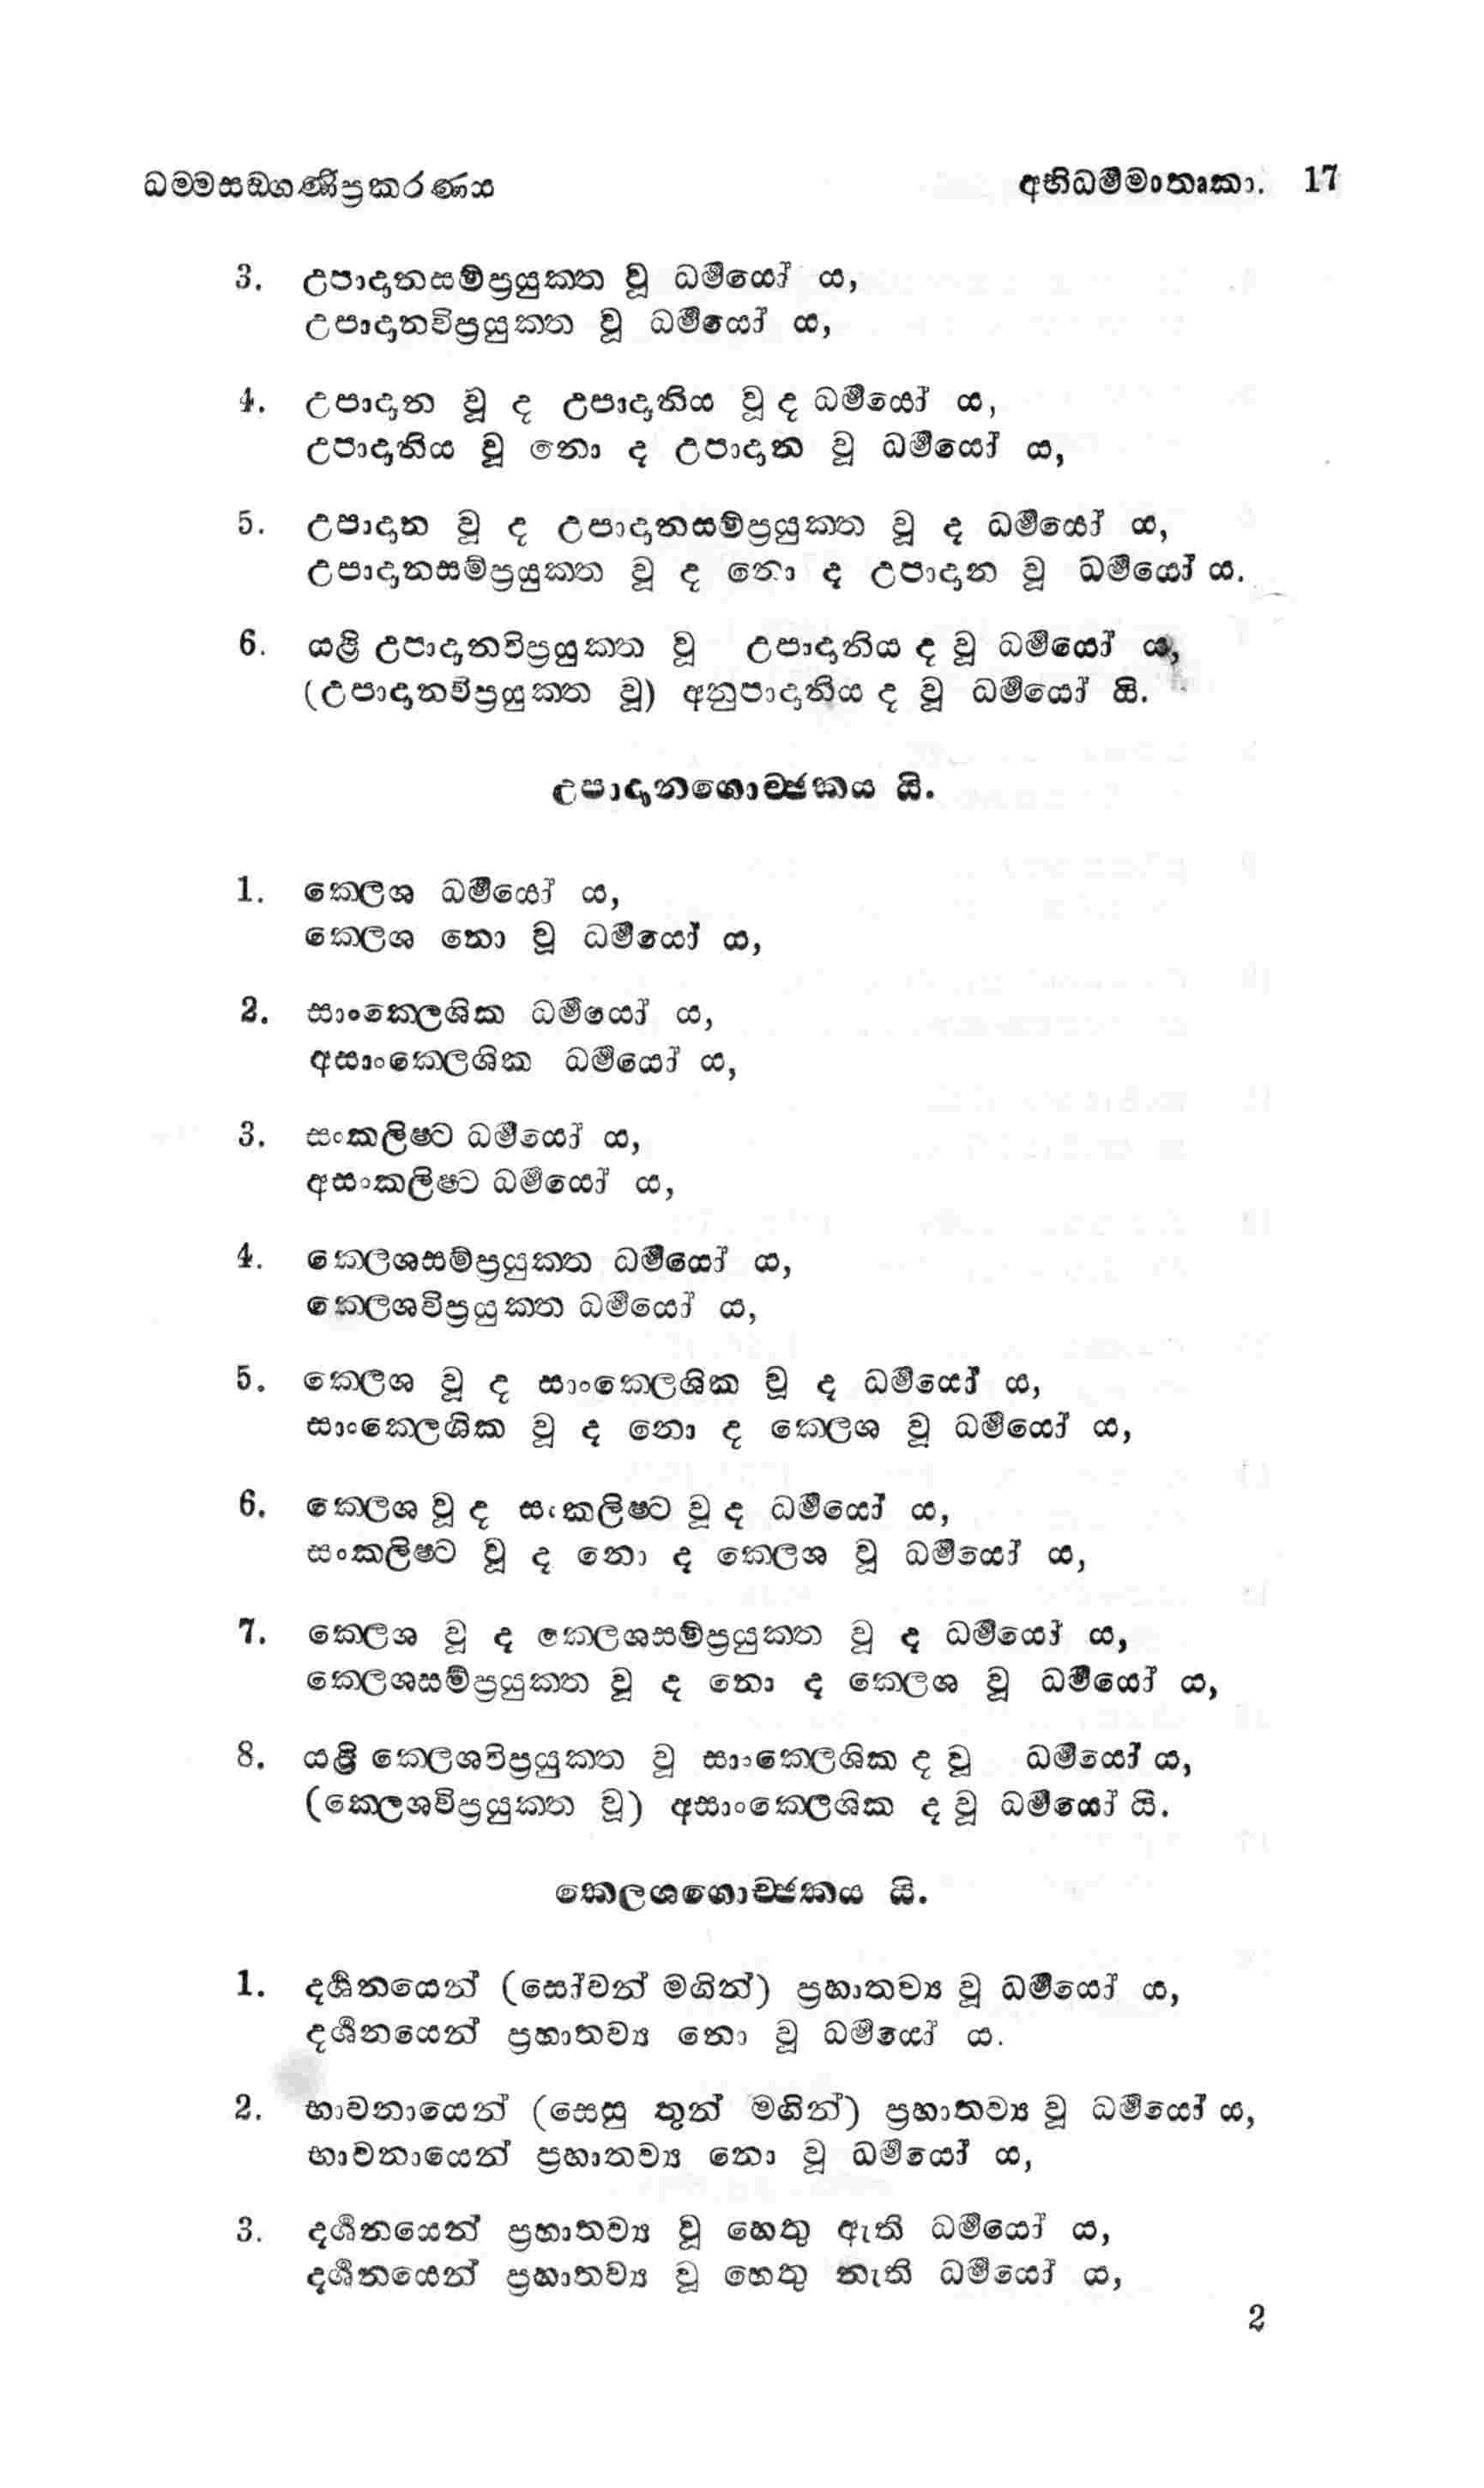 ධම්මසඞ්ගණිප්‍රකරණය අභිධර්මමාතෘකා. 17
3. උපාදානසම්ප්‍රයුක්ත වූ ධර්මයෝ ය,
උපාදානවිප්‍රයුක්ත වූ ධර්මයෝ ය,
4. උපාදාන වූ ද උපාදානිය වූ ද ධර්මයෝ ය,
උපාදානිය වූ නො ද උපාදාන වූ ධර්මයෝ ය,
5. උපාදාන වූ ද උපාදානසම්ප්‍රයුක්ත වූ ද ධර්මයෝ ය,
උපාදානසම්ප්‍රයුක්ත වූ ද නො ද උපාදාන වූ ධර්මයෝ ය.
6. යළි උපාදානවිප්‍රයුක්ත වූ උපාදානිය ද වූ ධර්මයෝ ය,
(උපාදානවිප්‍රයුක්ත වූ) අනුපාදානිය ද වූ ධර්මයෝ යි.
උපාදානගොච්ඡකය යි.
1. ක්ලෙශ ධර්මයෝ ය,
ක්ලෙශ නො වූ ධර්මයෝ ය,
2. සාංක්ලෙශික ධර්මයෝ ය,
අසාංක්ලෙශික ධර්මයෝ ය,
3. සංක්ලිෂ්ට ධර්මයෝ ය,
අසංක්ලිෂ්ට ධර්මයෝ ය,
4. ක්ලෙශසම්ප්‍රයුක්ත ධර්මයෝ ය,
ක්ලෙශවිප්‍රයුක්ත ධර්මයෝ ය,
5. ක්ලෙශ වූ ද සාංක්ලෙශික වූ ද ධර්මයෝ ය,
සාංක්ලෙශික වූ ද නො ද ක්ලෙශ වූ ධර්මයෝ ය,
6. ක්ලෙශ වූ ද සංක්ලිෂ්ට වූ ද ධර්මයෝ ය,
සංක්ලිෂ්ට වූ ද නො ද ක්ලෙශ වූ ධර්මයෝ ය,
7. ක්ලෙශ වූ ද ක්ලෙශසම්ප්‍රයුක්ත වූ ද ධර්මයෝ ය,
ක්ලෙශසම්ප්‍රයුක්ත වූ ද නො ද ක්ලෙශ වූ ධර්මයෝ ය,
8. යළි ක්ලෙශවිප්‍රයුක්ත වූ සාංක්ලෙශික ද වූ ධර්මයෝ ය,
(ක්ලෙශවිප්‍රයුක්ත වූ) අසාංක්ලෙශික ද වූ ධර්මයෝ යි.
ක්ලෙශගොච්ඡකය යි.
1. දර්ශනයෙන් (සෝවන් මගින්) ප්‍රහාතව්‍ය වූ ධර්මයෝ ය,
දර්ශනයෙන් ප්‍රහාතව්‍ය නො වූ ධර්මයෝ ය.
2. භාවනායෙන් (සෙසු තුන් මගින්) ප්‍රහාතව්‍ය වූ ධර්මයෝ ය,
භාවනායෙන් ප්‍රහාතව්‍ය නො වූ ධර්මයෝ ය,
3. දර්ශනයෙන් ප්‍රහාතව්‍ය වූ හෙතු ඇති ධර්මයෝ ය,
දර්ශනයෙන් ප්‍රහාතව්‍ය වූ හෙතු නැති ධර්මයෝ ය,
2